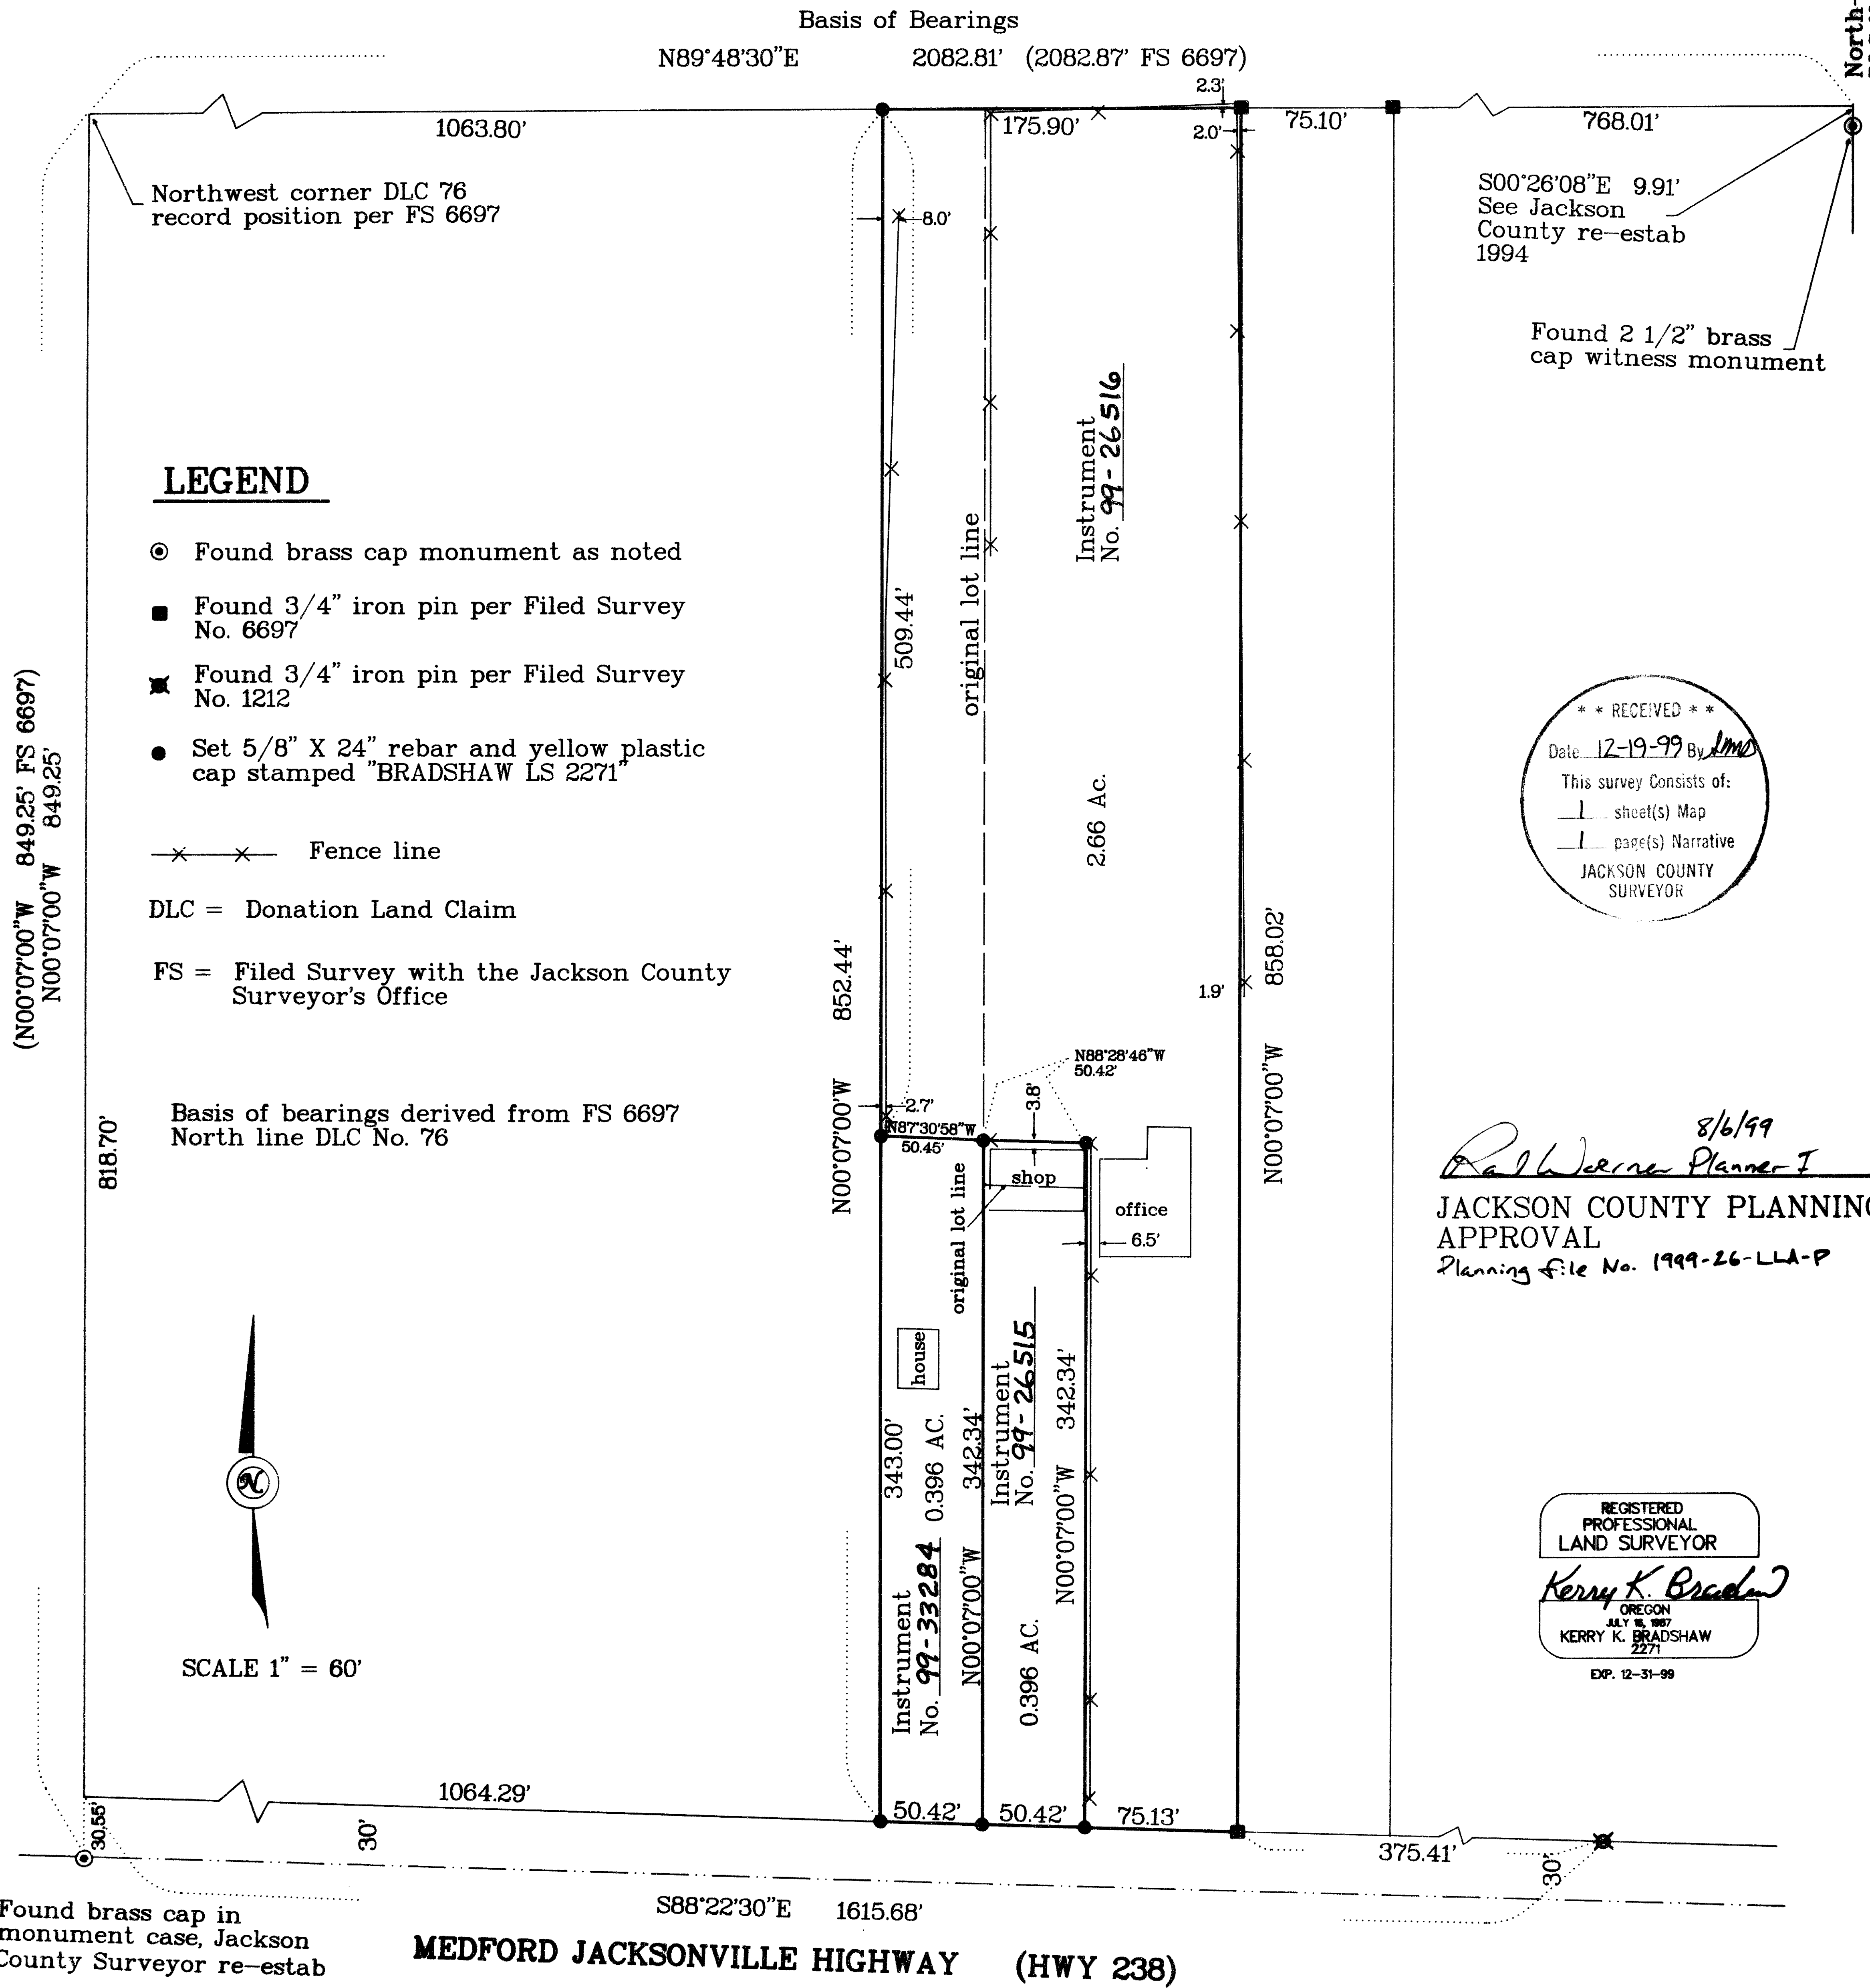 Basis of Bearings
N89°48'30"E 2082.81' (2082.87' FS 6697)
North-
1063.80'
175.90'
2.3'
2.0'
75.10'
768.01'
Northwest corner DLC 76
record position per FS 6697
8.0'
S00°26'08"E 9.91'
See Jackson
County re-estab
1994
Found 2 1/2" brass
cap witness monument
Instrument
No. 99-26516
LEGEND
Found brass cap monument as noted
Found 3/4" iron pin per Filed Survey
No. 6697
Found 3/4" iron pin per Filed Survey
No. 1212
Set 5/8" X 24" rebar and yellow plastic
cap stamped "BRADSHAW LS 2271"
Fence line
DLC = Donation Land Claim
FS = Filed Survey with the Jackson County
Surveyor's Office
Basis of bearings derived from FS 6697
North line DLC No. 76
(N00°07'00"W 849.25' FS 6697)
N00°07'00"W 849.25'
818.70'
509.44'
original lot line
2.66 Ac.
N00°07'00'W 852.44'
1.9'
N00°07'00"W 858.02'
* * RECEIVED * *
Date 12-19-99 By
This survey Consists of:
1 sheet(s) Map
1 page(s) Narrative
JACKSON COUNTY
SURVEYOR
N88°28'46"W
50.42'
2.7'
3.8'
N87°30'58"W
50.45'
original lot line
shop
office
6.5'
8/6/99
Planner I
JACKSON COUNTY PLANNING
APPROVAL
Planning file No. 1999-26-LLA-P
house
343.00'
0.396 AC.
Instrument
No. 99-33284
N00°07'00"W 342.34'
Instrument
No. 99-26515
0.396 AC.
N00°07'00"W 342.34'
N
SCALE 1" = 60'
REGISTERED
PROFESSIONAL
LAND SURVEYOR
Kerry K. Bradshaw
OREGON
JULY 1987
KERRY K. BRADSHAW
2271
EXP. 12-31-99
1064.29'
50.42'
50.42'
75.13'
375.41'
30.55'
30'
30'
S88°22'30"E 1615.68'
Found brass cap in
monument case, Jackson
County Surveyor re-estab
MEDFORD JACKSONVILLE HIGHWAY (HWY 238)